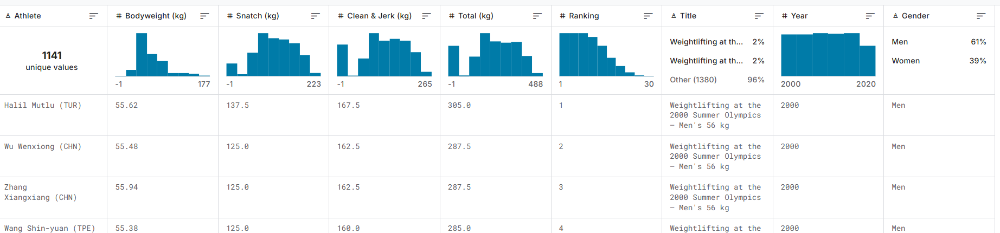 Athlete
Bodyweight (kg)
Snatch (kg)
Clean & Jerk (kg)
Total (kg)
Ranking
Title
Year
Gender
1141
unique values
-1 177
-1 223
-1 265
-1 488
1 30
Weightlifting at th... 2%
Weightlifting at th... 2%
Other (1380) 96%
2000 2020
Men 61%
Women 39%
Halil Mutlu (TUR)
55.62
137.5
167.5
305.0
1
Weightlifting at the
2000 Summer Olympics
– Men's 56 kg
2000
Men
Wu Wenxiong (CHN)
55.48
125.0
162.5
287.5
2
Weightlifting at the
2000 Summer Olympics
– Men's 56 kg
2000
Men
Zhang
Xiangxiang (CHN)
55.94
125.0
162.5
287.5
3
Weightlifting at the
2000 Summer Olympics
– Men's 56 kg
2000
Men
Wang Shin-yuan (TPE)
55.38
125.0
160.0
285.0
4
Weightlifting at the
2000
Men